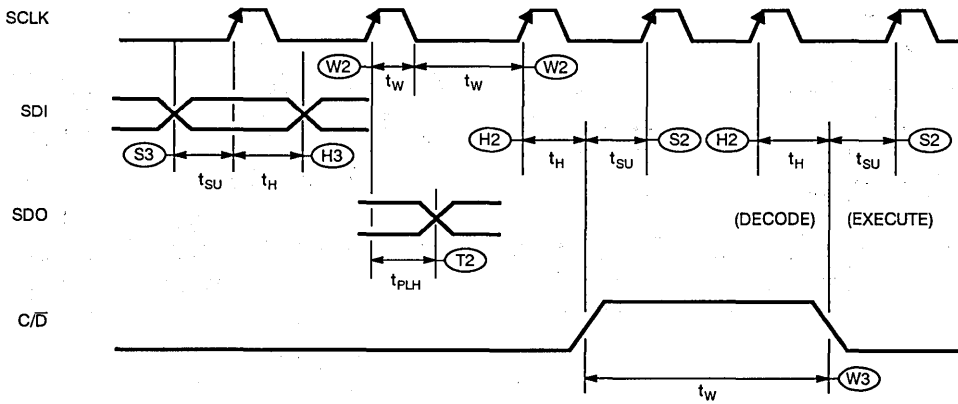 SCLK
W2 tW tW W2
SDI
S3 tSU tH H3
H2 tH tSU S2
H2 tH tSU S2
SDO
(DECODE) (EXECUTE)
tPLH T2
C/D̅
tW W3